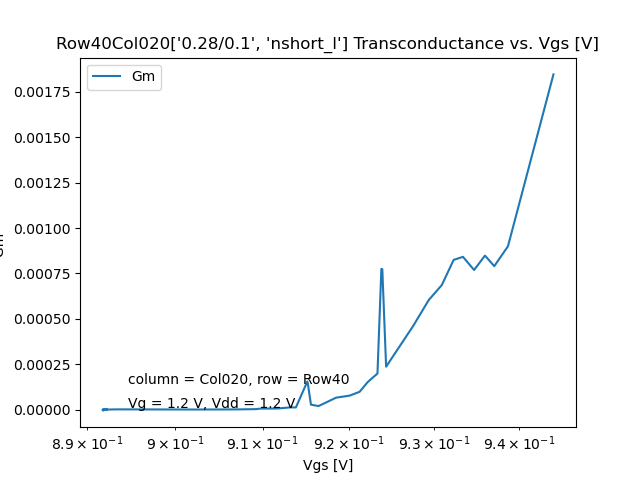 Row40Col020['0.28/0.1', 'nshort_l'] Transconductance vs. Vgs [V]
Gm
0.00175
0.00150
0.00125
0.00100
0.00075
0.00050
0.00025
0.00000
column = Col020, row = Row40
Vg = 1.2 V, Vdd = 1.2 V
8.9 × 10⁻¹ 9 × 10⁻¹ 9.1 × 10⁻¹ 9.2 × 10⁻¹ 9.3 × 10⁻¹ 9.4 × 10⁻¹
Vgs [V]